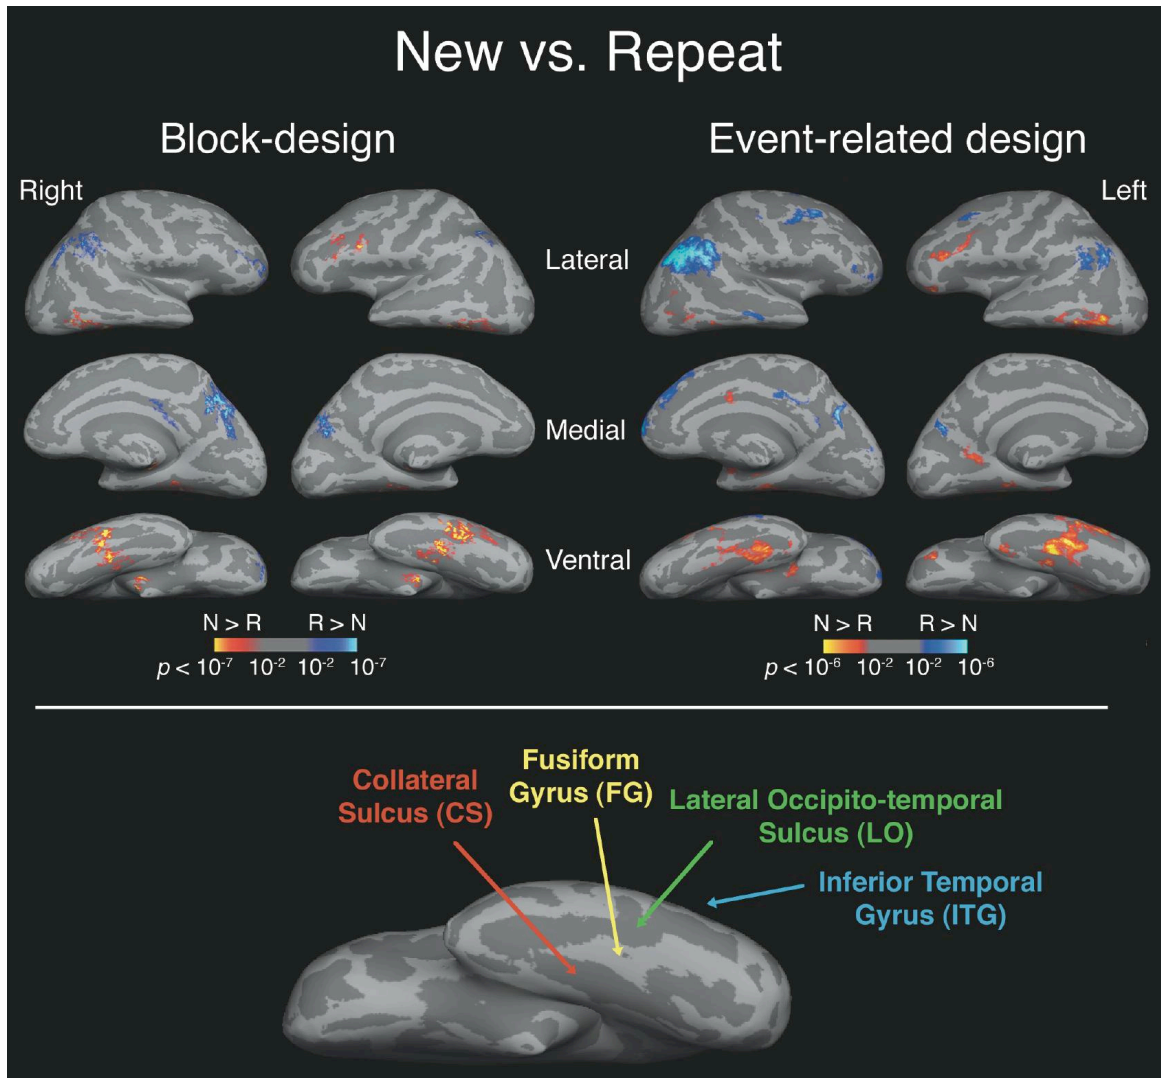 New vs. Repeat
Block-design
Event-related design
Right
Left
Lateral
Medial
Ventral
N > R R > N
p < 10-7 10-2 10-2 10-7
N > R R > N
p < 10-6 10-2 10-2 10-6
Collateral
Sulcus (CS)
Fusiform
Gyrus (FG)
Lateral Occipito-temporal
Sulcus (LO)
Inferior Temporal
Gyrus (ITG)